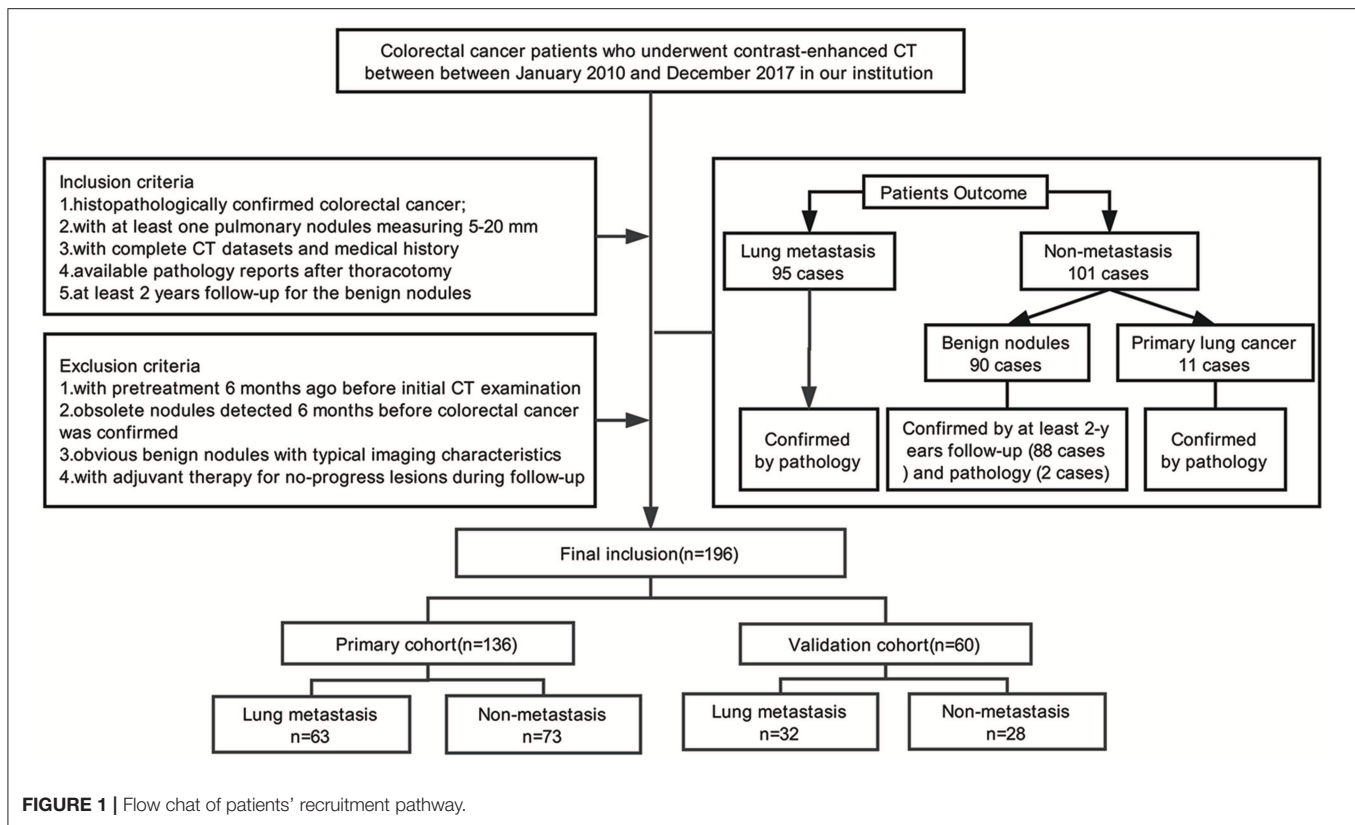 Colorectal cancer patients who underwent contrast-enhanced CT
between between January 2010 and December 2017 in our institution
Inclusion criteria
1.histopathologically confirmed colorectal cancer;
2.with at least one pulmonary nodules measuring 5-20 mm
3.with complete CT datasets and medical history
4.available pathology reports after thoracotomy
5.at least 2 years follow-up for the benign nodules
Exclusion criteria
1.with pretreatment 6 months ago before initial CT examination
2.obsolete nodules detected 6 months before colorectal cancer
was confirmed
3.obvious benign nodules with typical imaging characteristics
4.with adjuvant therapy for no-progress lesions during follow-up
Patients Outcome
Lung metastasis
95 cases
Non-metastasis
101 cases
Benign nodules
90 cases
Primary lung cancer
11 cases
Confirmed
by pathology
Confirmed by at least 2-y
ears follow-up (88 cases
) and pathology (2 cases)
Confirmed
by pathology
Final inclusion(n=196)
Primary cohort(n=136)
Validation cohort(n=60)
Lung metastasis
n=63
Non-metastasis
n=73
Lung metastasis
n=32
Non-metastasis
n=28
FIGURE 1 | Flow chat of patients' recruitment pathway.